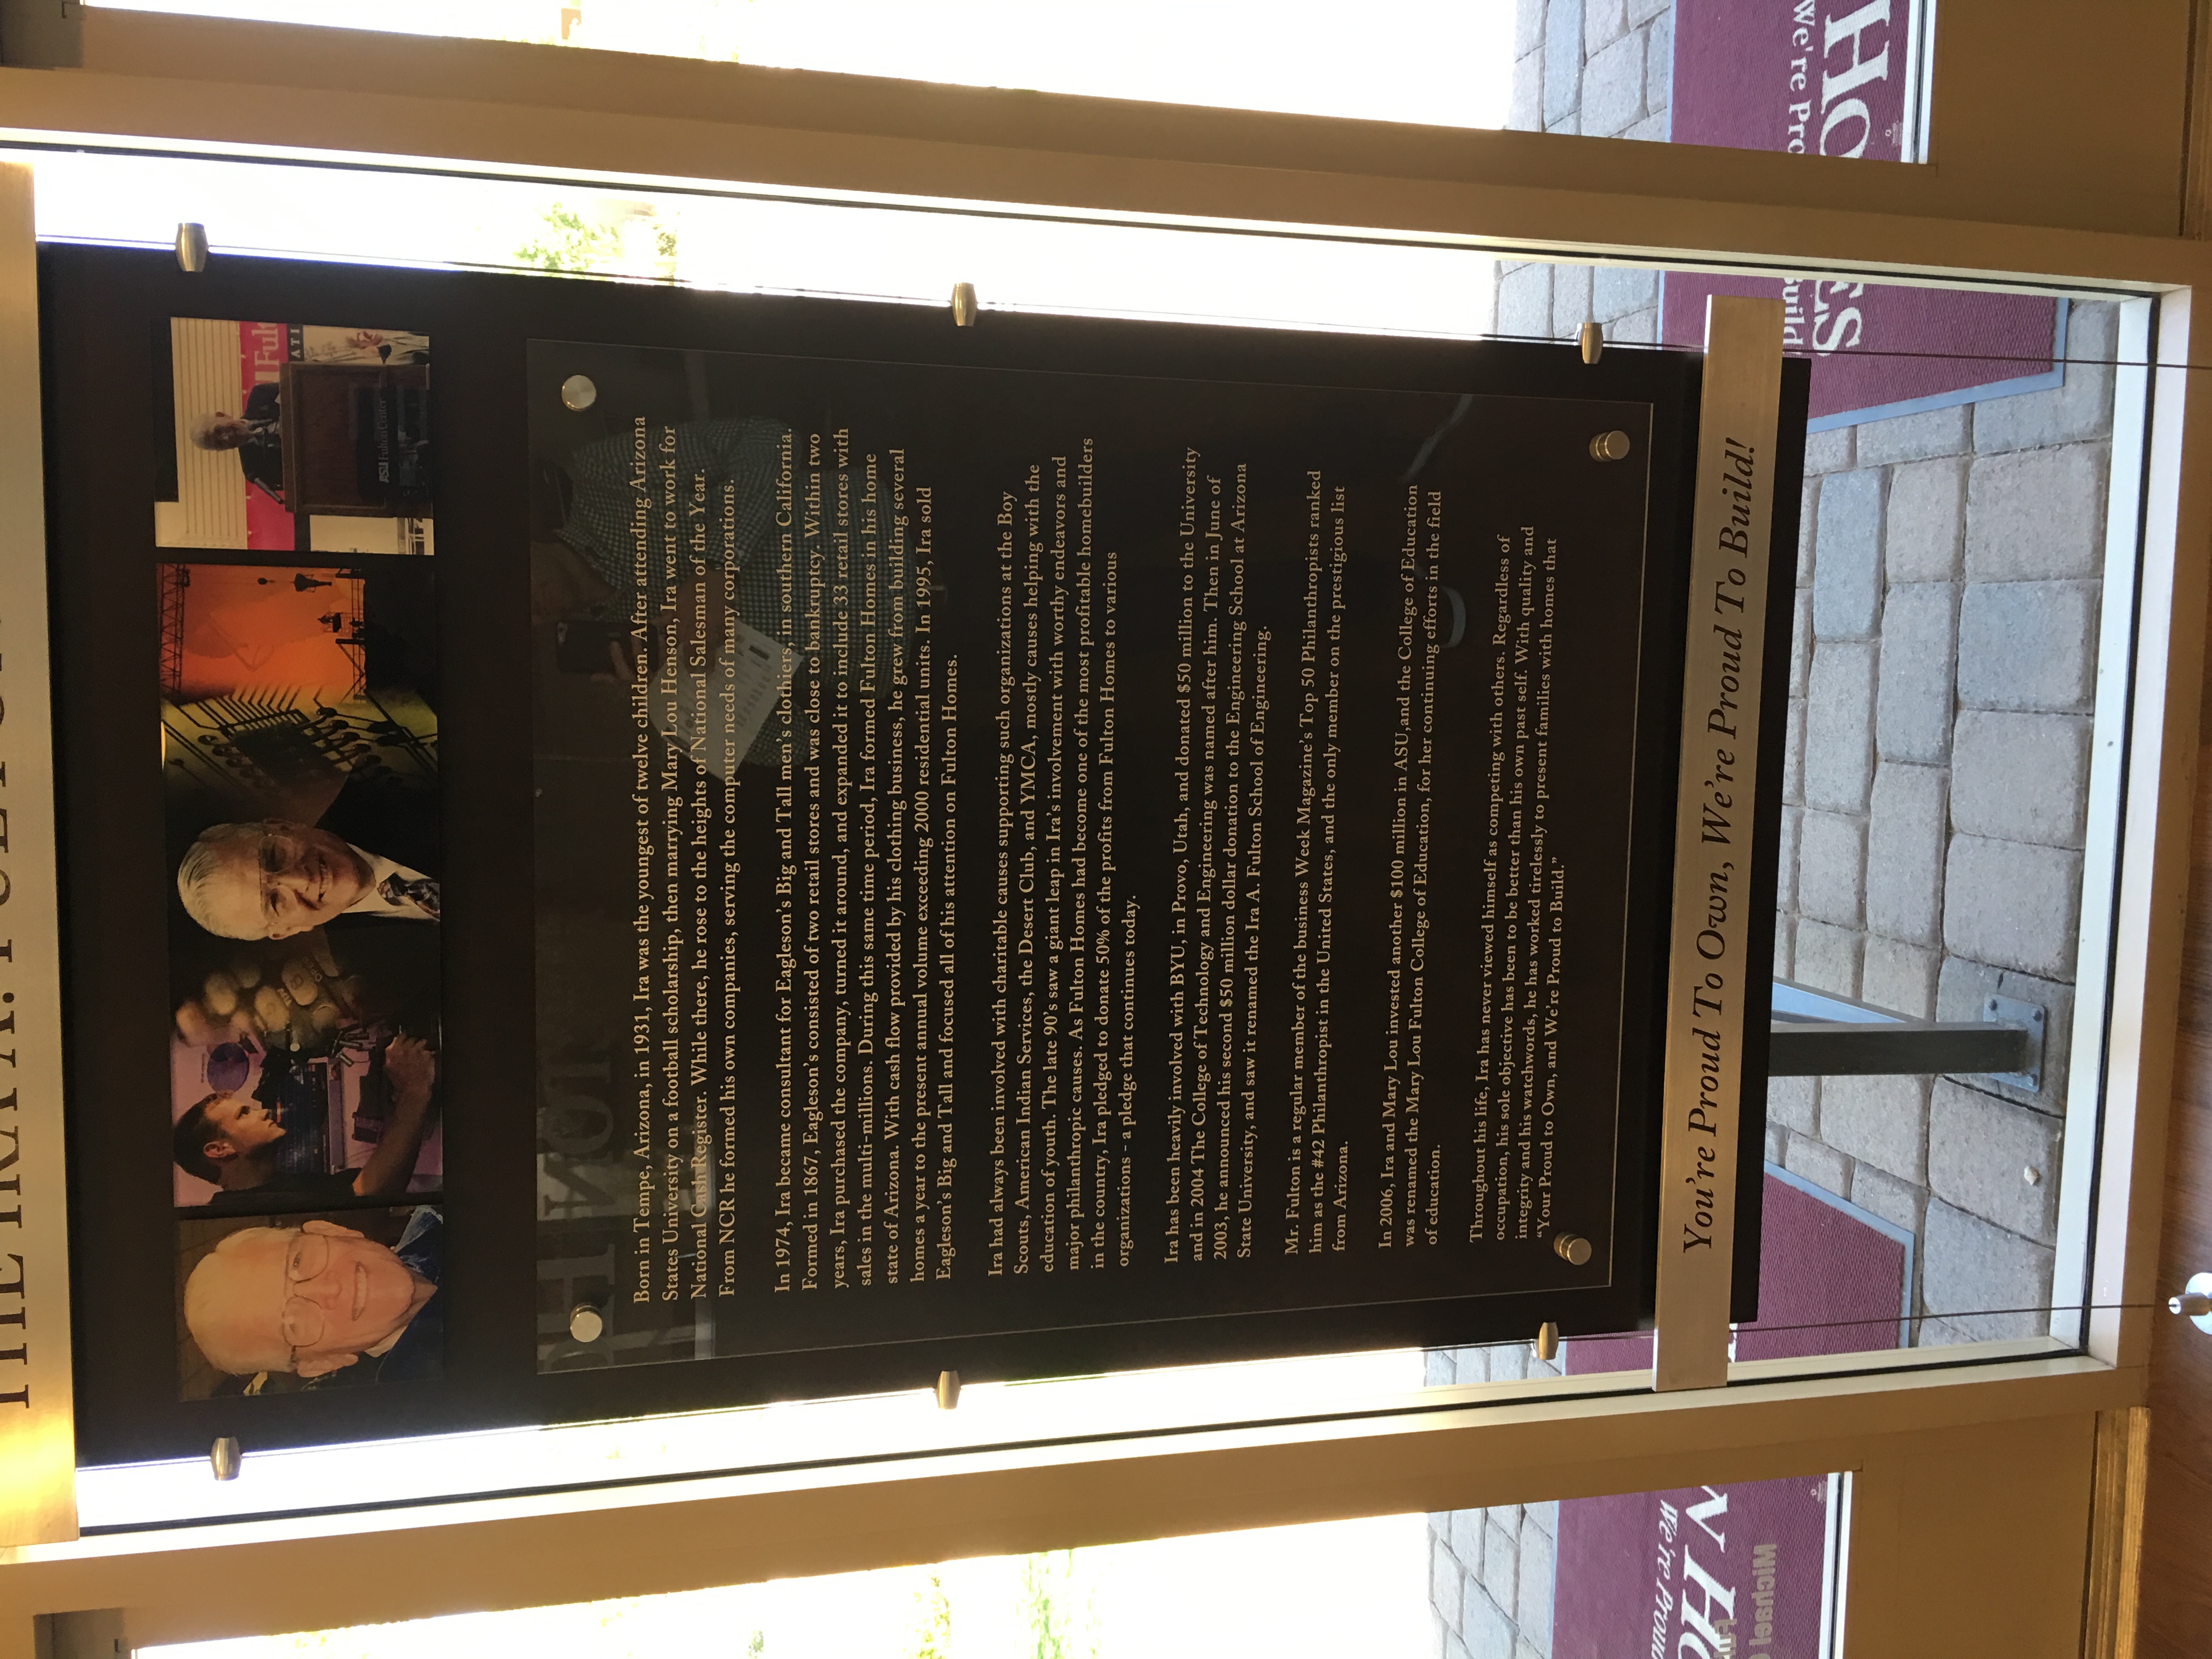 THE IRA A. FULTON
Fult
ATI
ASU Fulton Center
Born in Tempe, Arizona, in 1931, Ira was the youngest of twelve children. After attending Arizona
States University on a football scholarship, then marrying Mary Lou Henson, Ira went to work for
National Cash Register. While there, he rose to the heights of National Salesman of the Year.
From NCR he formed his own companies, serving the computer needs of many corporations.
In 1974, Ira became consultant for Eagleson's Big and Tall men's clothiers, in southern California.
Formed in 1867, Eagleson's consisted of two retail stores and was close to bankruptcy. Within two
years, Ira purchased the company, turned it around, and expanded it to include 33 retail stores with
sales in the multi-millions. During this same time period, Ira formed Fulton Homes in his home
state of Arizona. With cash flow provided by his clothing business, he grew from building several
homes a year to the present annual volume exceeding 2000 residential units. In 1995, Ira sold
Eagleson's Big and Tall and focused all of his attention on Fulton Homes.
Ira had always been involved with charitable causes supporting such organizations at the Boy
Scouts, American Indian Services, the Desert Club, and YMCA, mostly causes helping with the
education of youth. The late 90's saw a giant leap in Ira's involvement with worthy endeavors and
major philanthropic causes. As Fulton Homes had become one of the most profitable homebuilders
in the country, Ira pledged to donate 50% of the profits from Fulton Homes to various
organizations - a pledge that continues today.
Ira has been heavily involved with BYU, in Provo, Utah, and donated $50 million to the University
and in 2004 The College of Technology and Engineering was named after him. Then in June of
2003, he announced his second $50 million dollar donation to the Engineering School at Arizona
State University, and saw it renamed the Ira A. Fulton School of Engineering.
Mr. Fulton is a regular member of the business Week Magazine's Top 50 Philanthropists ranked
him as the #42 Philanthropist in the United States, and the only member on the prestigious list
from Arizona.
In 2006, Ira and Mary Lou invested another $100 million in ASU,and the College of Education
was renamed the Mary Lou Fulton College of Education, for her continuing efforts in the field
of education.
Throughout his life, Ira has never viewed himself as competing with others. Regardless of
occupation, his sole objective has been to be better than his own past self. With quality and
integrity and his watchwords, he has worked tirelessly to present families with homes that
"Your Proud to Own, and We're Proud to Build."
You're Proud To Own, We're Proud To Build!
We're Proud
N HO
Michael
Build
We're Pro
ES
HO